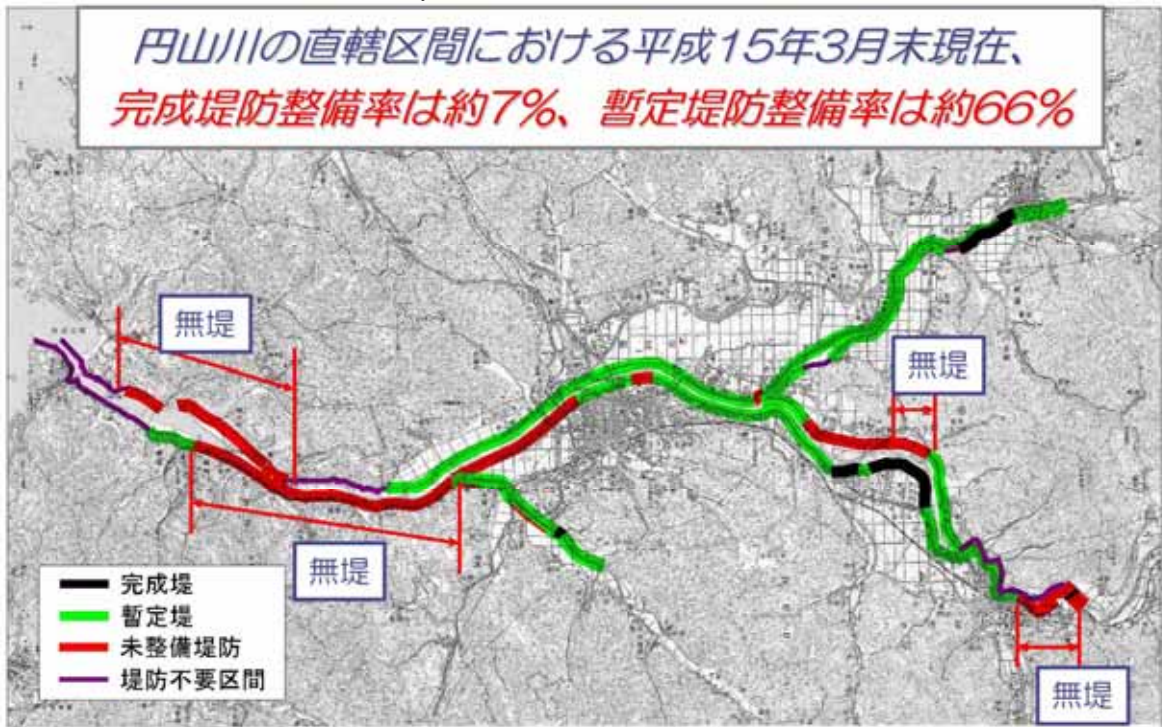 円山川の直轄区間における平成15年3月末現在、
完成堤防整備率は約7%、暫定堤防整備率は約66%
無堤
無堤
無堤
無堤
完成堤
暫定堤
未整備堤防
堤防不要区間